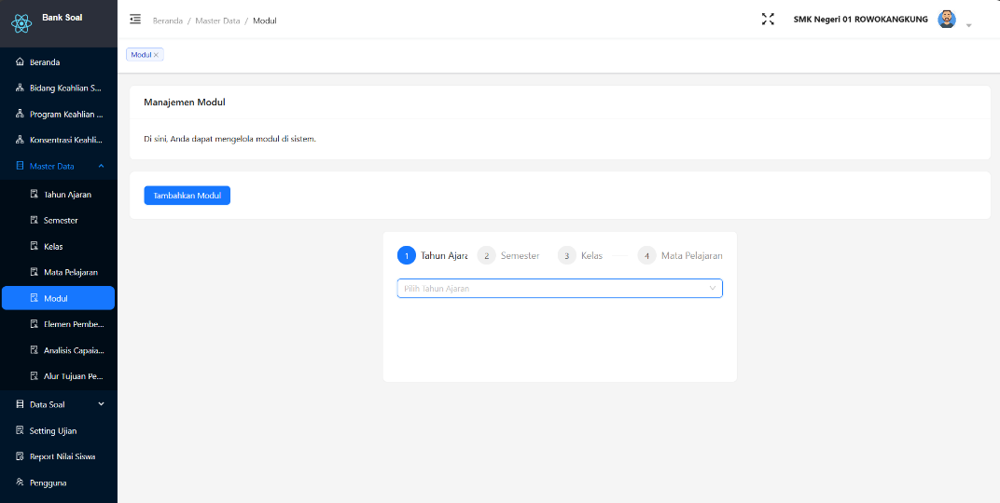 Bank Soal
Beranda / Master Data / Modul
SMK Negeri 01 ROWOKANGKUNG
Modul
Beranda
Bidang Keahlian S...
Program Keahlian ...
Konsentrasi Keahli...
Master Data
Tahun Ajaran
Semester
Kelas
Mata Pelajaran
Modul
Elemen Pembe...
Analisis Capaia...
Alur Tujuan Pe...
Data Soal
Setting Ujian
Report Nilai Siswa
Pengguna
Manajemen Modul
Di sini, Anda dapat mengelola modul di sistem.
Tambahkan Modul
1 Tahun Ajara 2 Semester 3 Kelas 4 Mata Pelajaran
Pilih Tahun Ajaran